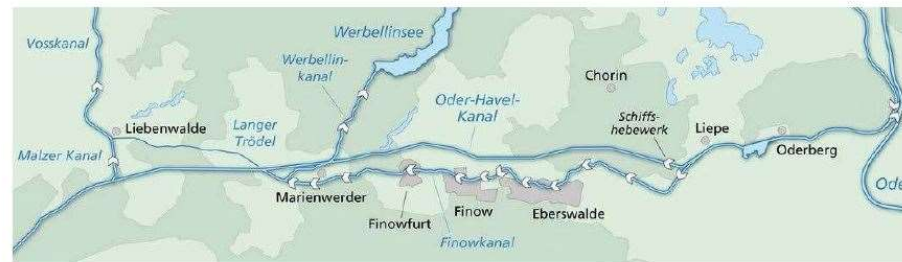 Vosskanal
Werbellinsee
Werbellin-
kanal
Chorin
Oder-Havel-
Kanal
Schiffs-
hebewerk
Liepe
Oderberg
Liebenwalde
Langer
Trödel
Malzer Kanal
Marienwerder
Finowfurt
Finow
Eberswalde
Finowkanal